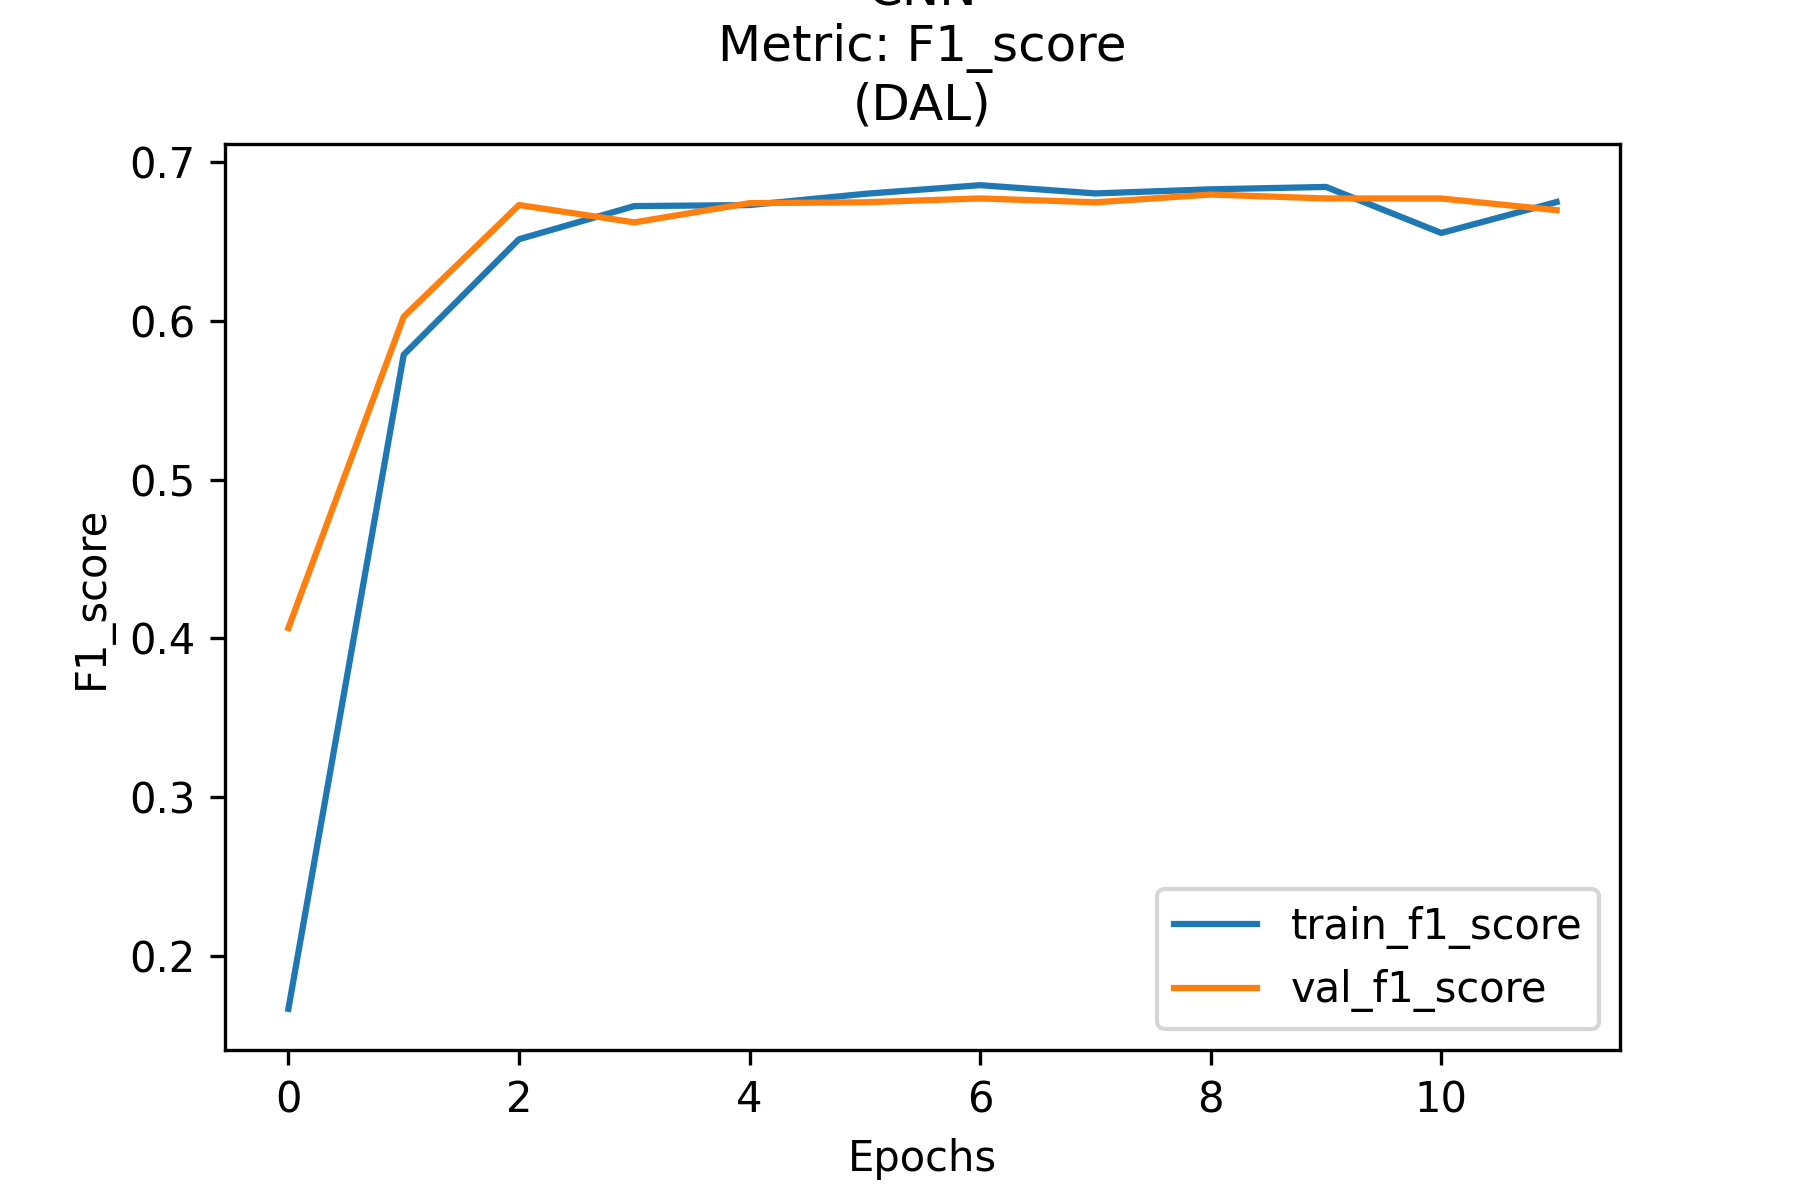 Metric: F1_score
(DAL)
F1_score
0.7
0.6
0.5
0.4
0.3
0.2
0 2 4 6 8 10
Epochs
train_f1_score
val_f1_score